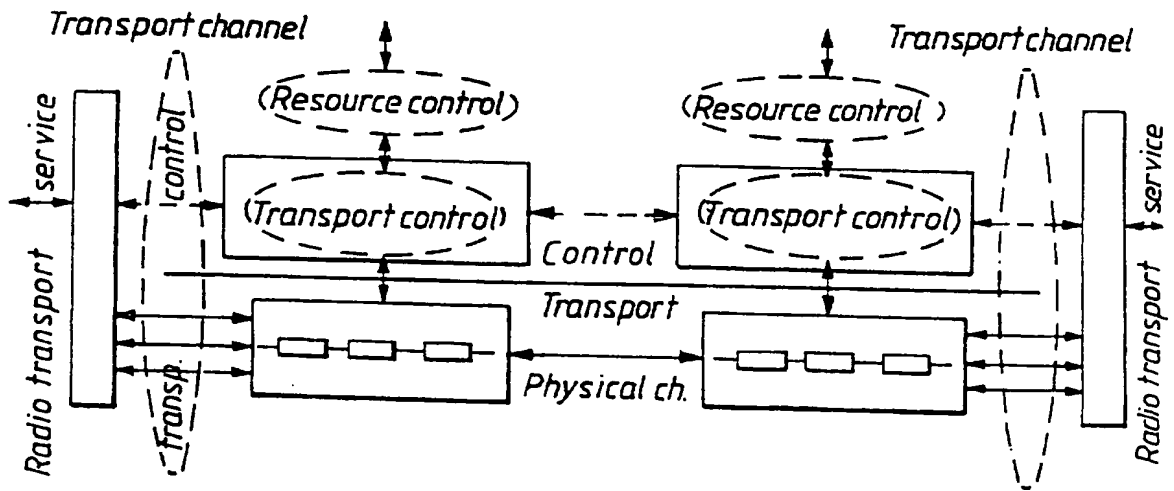 Transport channel
Transport channel
(Resource control)
(Resource control)
service
control
(Transport control)
(Transport control)
service
Control
Transport
Radio transport
transp.
Physical ch.
Radio transport